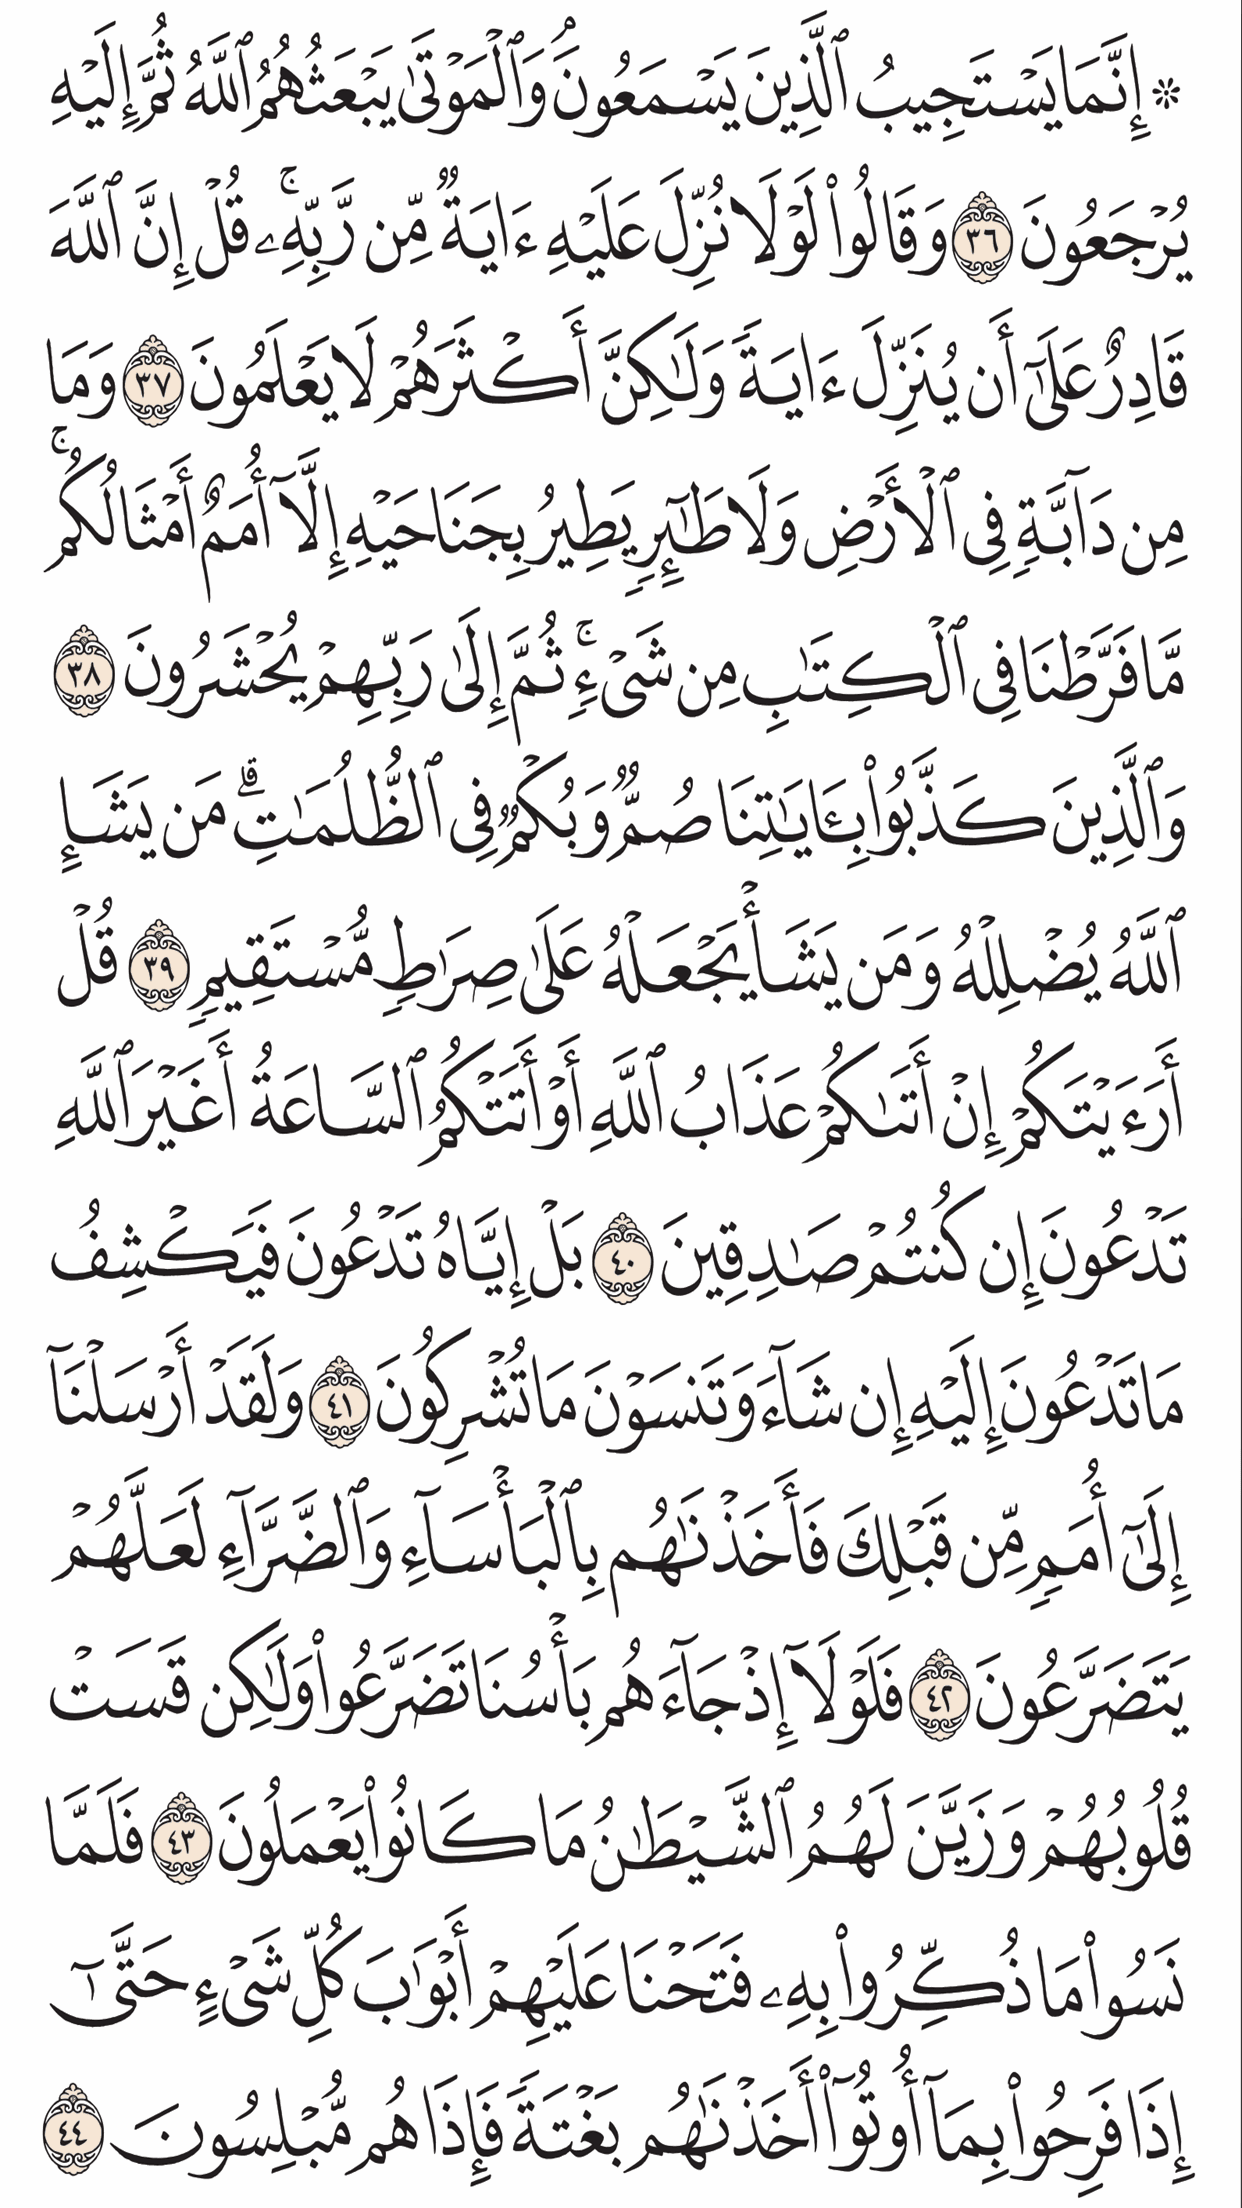 ۞ إِنَّمَا يَسْتَجِيبُ ٱلَّذِينَ يَسْمَعُونَۘ وَٱلْمَوْتَىٰ يَبْعَثُهُمُ ٱللَّهُ ثُمَّ إِلَيْهِ
يُرْجَعُونَ ٣٦ وَقَالُوا۟ لَوْلَا نُزِّلَ عَلَيْهِ ءَايَةٌ مِّن رَّبِّهِۦۚ قُلْ إِنَّ ٱللَّهَ
قَادِرٌ عَلَىٰٓ أَن يُنَزِّلَ ءَايَةً وَلَٰكِنَّ أَكْثَرَهُمْ لَا يَعْلَمُونَ ٣٧ وَمَا
مِن دَآبَّةٍ فِى ٱلْأَرْضِ وَلَا طَٰٓئِرٍ يَطِيرُ بِجَنَاحَيْهِ إِلَّآ أُمَمٌ أَمْثَالُكُمۚ
مَّا فَرَّطْنَا فِى ٱلْكِتَٰبِ مِن شَىْءٍۚ ثُمَّ إِلَىٰ رَبِّهِمْ يُحْشَرُونَ ٣٨
وَٱلَّذِينَ كَذَّبُوا۟ بِـَٔايَٰتِنَا صُمٌّ وَبُكْمٌ فِى ٱلظُّلُمَٰتِۗ مَن يَشَإِ
ٱللَّهُ يُضْلِلْهُ وَمَن يَشَأْ يَجْعَلْهُ عَلَىٰ صِرَٰطٍ مُّسْتَقِيمٍ ٣٩ قُلْ
أَرَءَيْتَكُمْ إِنْ أَتَىٰكُمْ عَذَابُ ٱللَّهِ أَوْ أَتَتْكُمُ ٱلسَّاعَةُ أَغَيْرَ ٱللَّهِ
تَدْعُونَ إِن كُنتُمْ صَٰدِقِينَ ٤٠ بَلْ إِيَّاهُ تَدْعُونَ فَيَكْشِفُ
مَا تَدْعُونَ إِلَيْهِ إِن شَآءَ وَتَنسَوْنَ مَا تُشْرِكُونَ ٤١ وَلَقَدْ أَرْسَلْنَآ
إِلَىٰٓ أُمَمٍ مِّن قَبْلِكَ فَأَخَذْنَٰهُم بِٱلْبَأْسَآءِ وَٱلضَّرَّآءِ لَعَلَّهُمْ
يَتَضَرَّعُونَ ٤٢ فَلَوْلَآ إِذْ جَآءَهُم بَأْسُنَا تَضَرَّعُوا۟ وَلَٰكِن قَسَتْ
قُلُوبُهُمْ وَزَيَّنَ لَهُمُ ٱلشَّيْطَٰنُ مَا كَانُوا۟ يَعْمَلُونَ ٤٣ فَلَمَّا
نَسُوا۟ مَا ذُكِّرُوا۟ بِهِۦ فَتَحْنَا عَلَيْهِمْ أَبْوَٰبَ كُلِّ شَىْءٍ حَتَّىٰٓ
إِذَا فَرِحُوا۟ بِمَآ أُوتُوٓا۟ أَخَذْنَٰهُم بَغْتَةً فَإِذَا هُم مُّبْلِسُونَ ٤٤